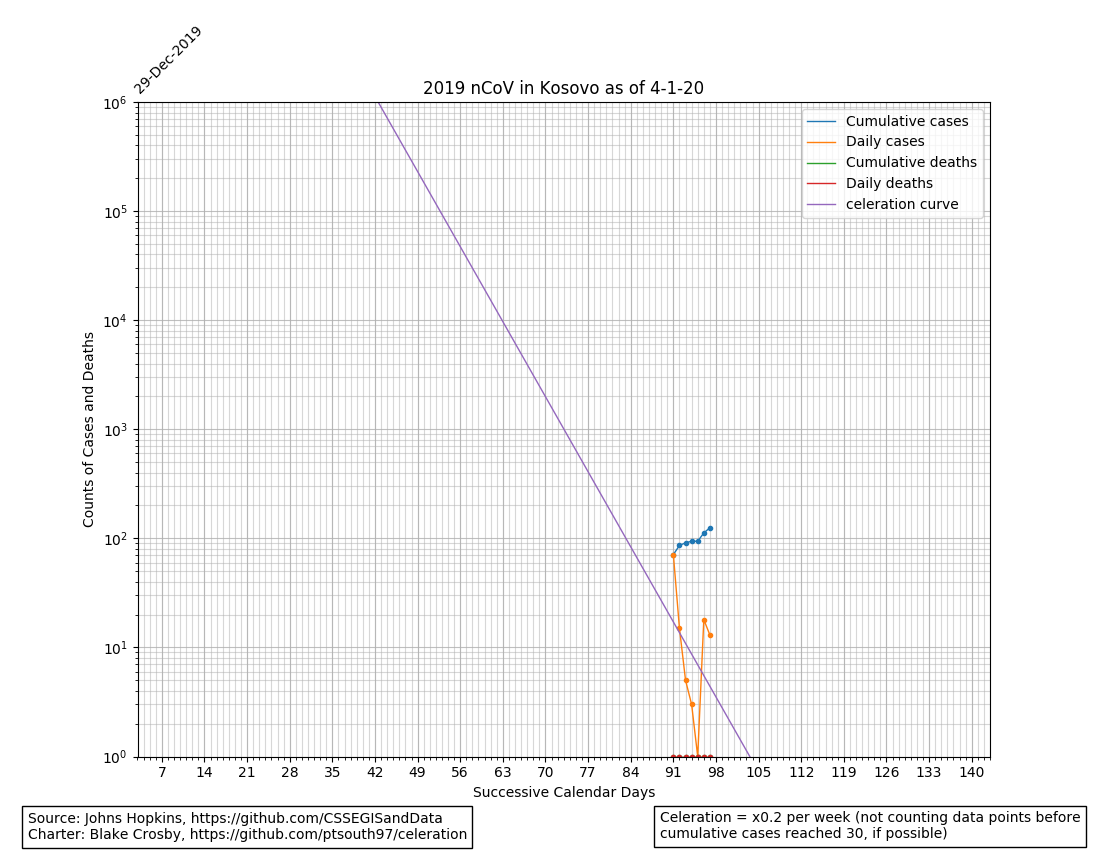 29-Dec-2019
2019 nCoV in Kosovo as of 4-1-20
10^6
10^5
10^4
10^3
10^2
10^1
10^0
Counts of Cases and Deaths
Cumulative cases
Daily cases
Cumulative deaths
Daily deaths
celeration curve
7 14 21 28 35 42 49 56 63 70 77 84 91 98 105 112 119 126 133 140
Successive Calendar Days
Source: Johns Hopkins, https://github.com/CSSEGISandData
Charter: Blake Crosby, https://github.com/ptsouth97/celeration
Celeration = x0.2 per week (not counting data points before
cumulative cases reached 30, if possible)